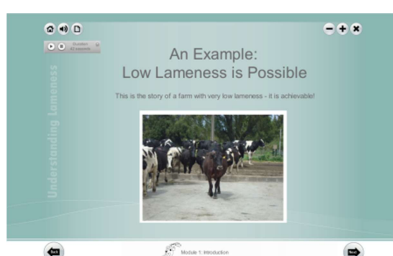 An Example:
Low Lameness is Possible
This is the story of a farm with very low lameness - it is achievable!
Understanding Lameness
Module 1: Introduction